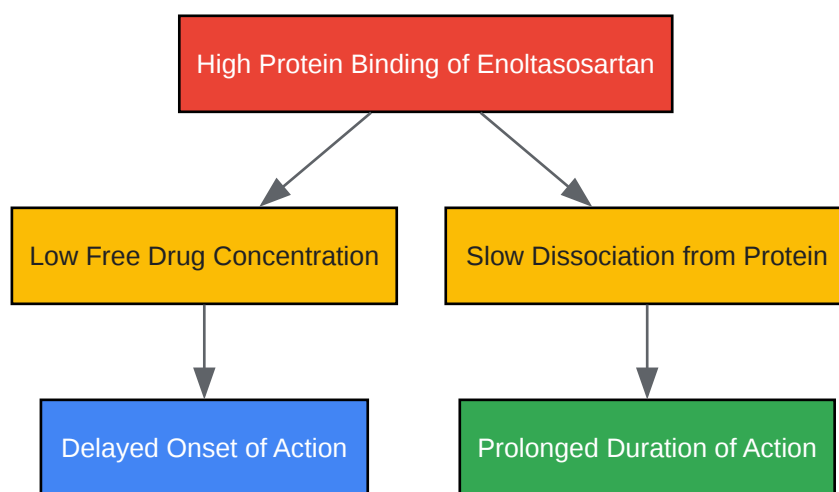 High Protein Binding of Enoltasosartan
Low Free Drug Concentration
Slow Dissociation from Protein
Delayed Onset of Action
Prolonged Duration of Action